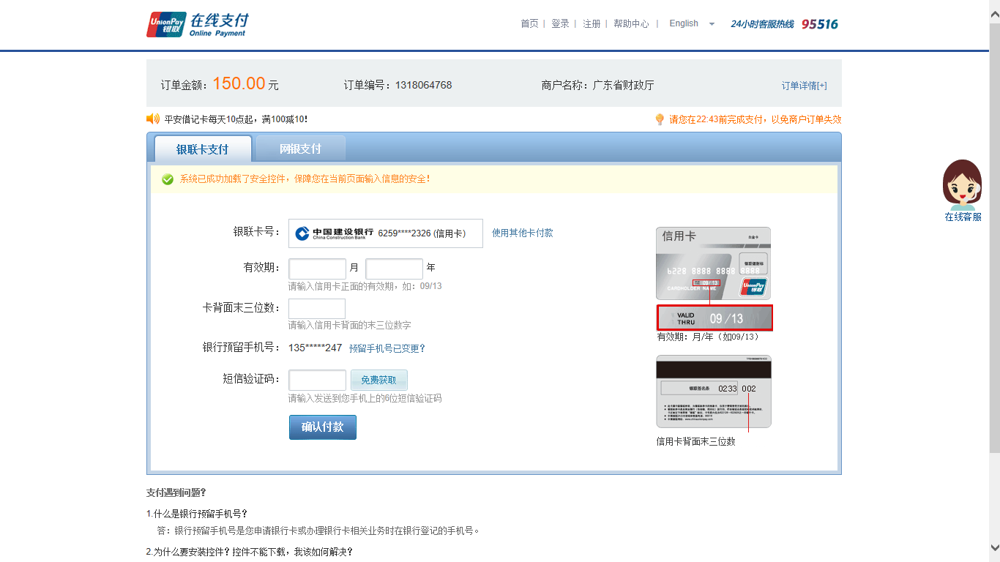 UnionPay 银联 在线支付
Online Payment
首页 | 登录 | 注册 | 帮助中心 | English 24小时客服热线 95516
订单金额：150.00 元 订单编号：1318064768 商户名称：广东省财政厅 订单详情[+]
平安借记卡每天10点起，满100减10！ 请您在22:43前完成支付，以免商户订单失效
银联卡支付 网银支付
系统已成功加载了安全控件，保障您在当前页面输入信息的安全！
在线客服
银联卡号： 中国建设银行 China Construction Bank 6259****2326 (信用卡) 使用其他卡付款
有效期： 月 年
请输入信用卡正面的有效期，如：09/13
卡背面末三位数：
请输入信用卡背面的末三位数字
银行预留手机号： 135*****247 预留手机号已变更？
短信验证码： 免费获取
请输入发送到您手机上的6位短信验证码
确认付款
信用卡
8888 8888 8888
CARDHOLDER NAME
UnionPay 银联
VALID THRU 09/13
有效期：月/年（如09/13）
银联签名条 0233 002
信用卡背面末三位数
支付遇到问题？
1.什么是银行预留手机号？
答：银行预留手机号是您申请银行卡或办理银行卡相关业务时在银行登记的手机号。
2.为什么要安装控件？控件不能下载，我该如何解决？